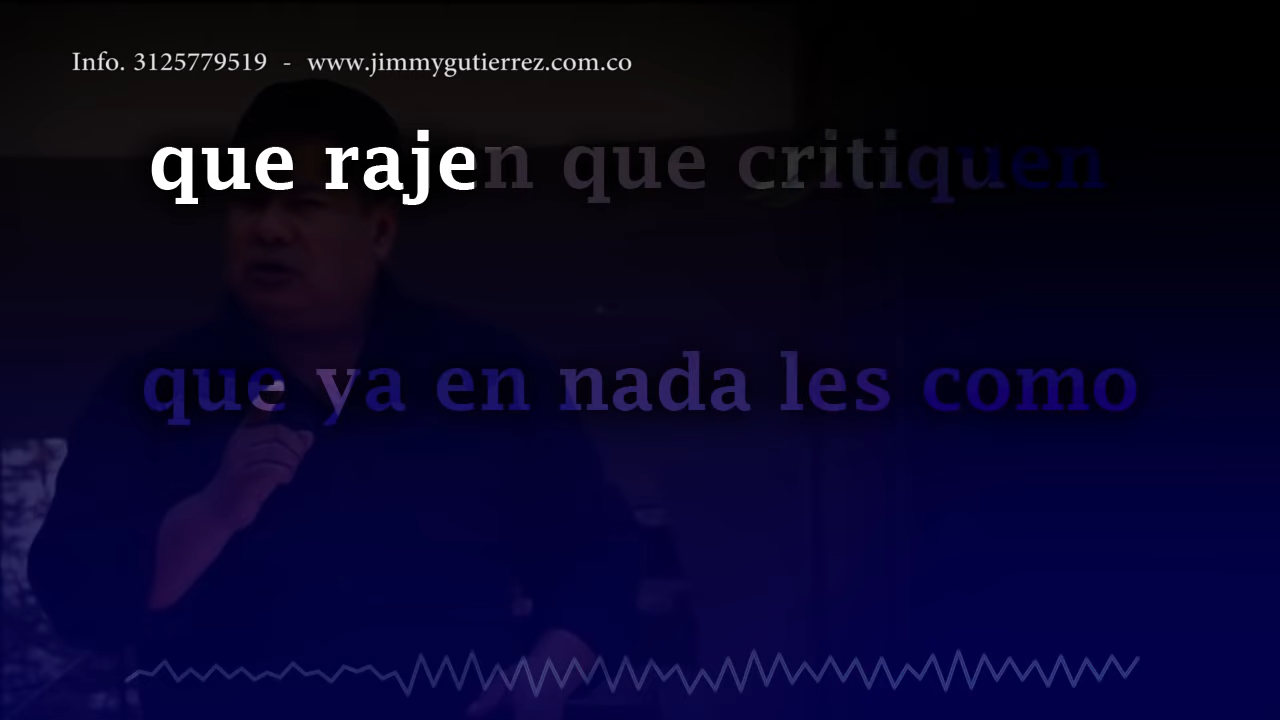 Info. 3125779519 - www.jimmygutierrez.com.co
que rajen que critiquen
que ya en nada les como